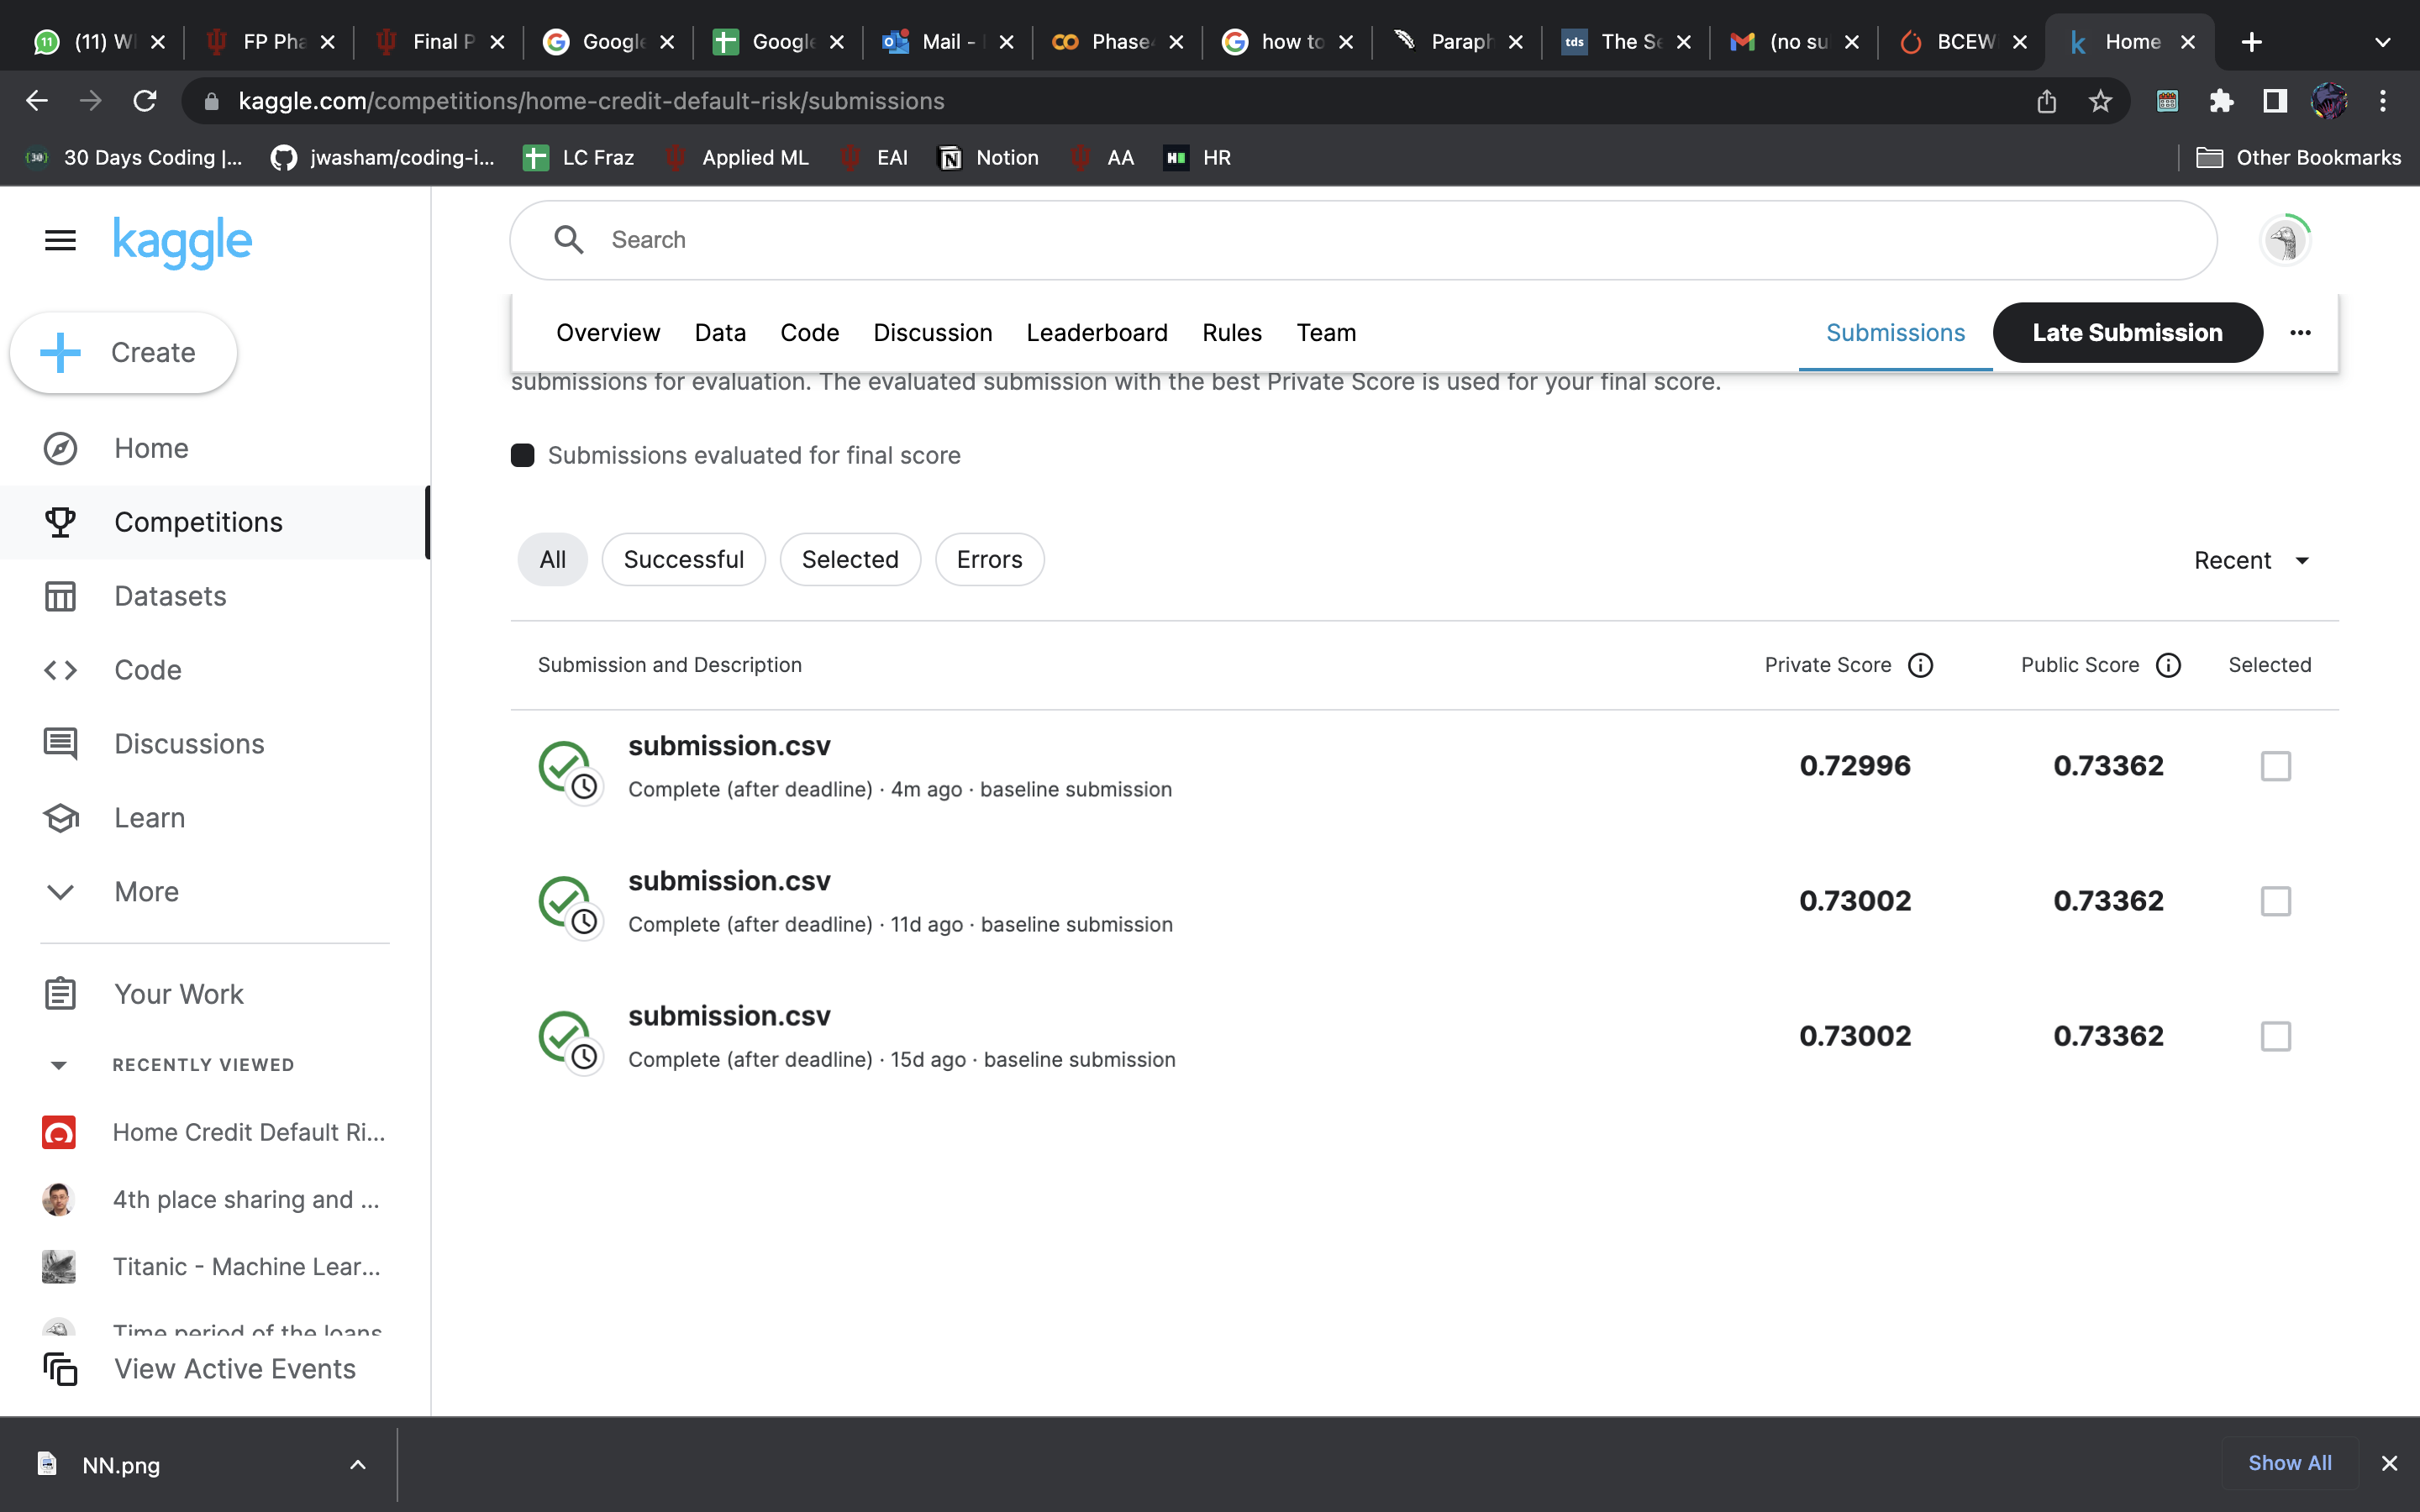 (11) W
FP Pha
Final P
Google
Google
Mail -
Phase
how to
Paraph
tds The Se
(no su
BCEW
Home
kaggle.com/competitions/home-credit-default-risk/submissions
30 Days Coding |...
jwasham/coding-i...
LC Fraz
Applied ML
EAI
Notion
AA
HR
Other Bookmarks
kaggle
Search
Create
Overview Data Code Discussion Leaderboard Rules Team Submissions Late Submission
submissions for evaluation. The evaluated submission with the best Private Score is used for your final score.
Home
Submissions evaluated for final score
Competitions
All Successful Selected Errors Recent
Datasets
Submission and Description Private Score Public Score Selected
Code
submission.csv
Complete (after deadline) · 4m ago · baseline submission
0.72996 0.73362
Discussions
Learn
submission.csv
Complete (after deadline) · 11d ago · baseline submission
0.73002 0.73362
More
Your Work
submission.csv
Complete (after deadline) · 15d ago · baseline submission
0.73002 0.73362
RECENTLY VIEWED
Home Credit Default Ri...
4th place sharing and ...
Titanic - Machine Lear...
Time period of the loans
View Active Events
NN.png
Show All